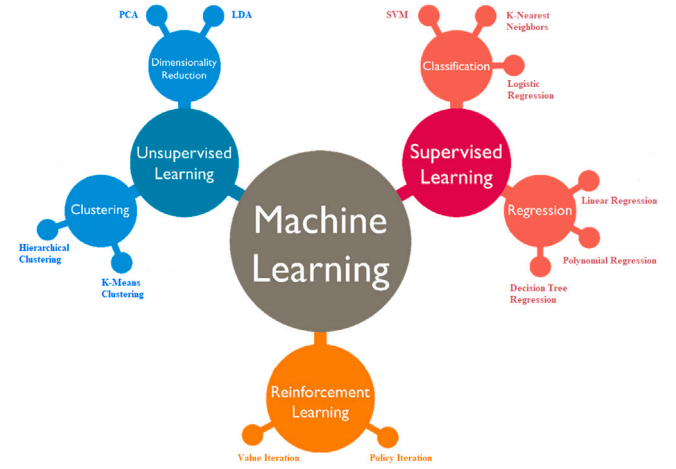 PCA
LDA
Dimensionality
Reduction
Unsupervised
Learning
Clustering
Hierarchical
Clustering
K-Means
Clustering
Machine
Learning
SVM
K-Nearest
Neighbors
Classification
Logistic
Regression
Supervised
Learning
Regression
Linear Regression
Polynomial Regression
Decision Tree
Regression
Reinforcement
Learning
Value Iteration
Policy Iteration